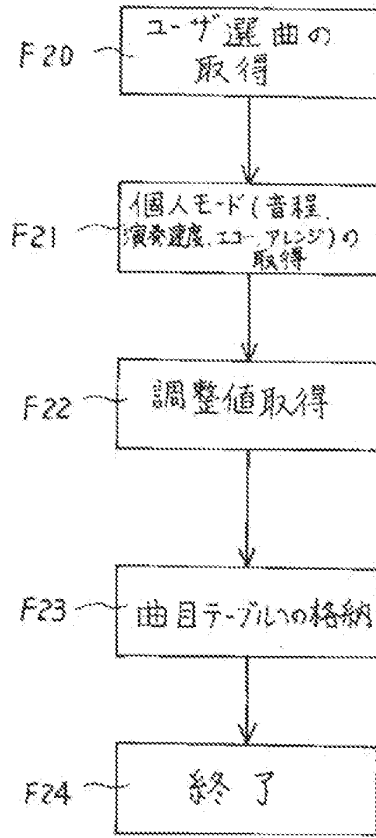 F20
ユーザ選曲の
取得
F21
個人モード(音程、
演奏速度、エコー、アレンジ)の
取得
F22
調整値取得
F23
曲目テーブルへの格納
F24
終了